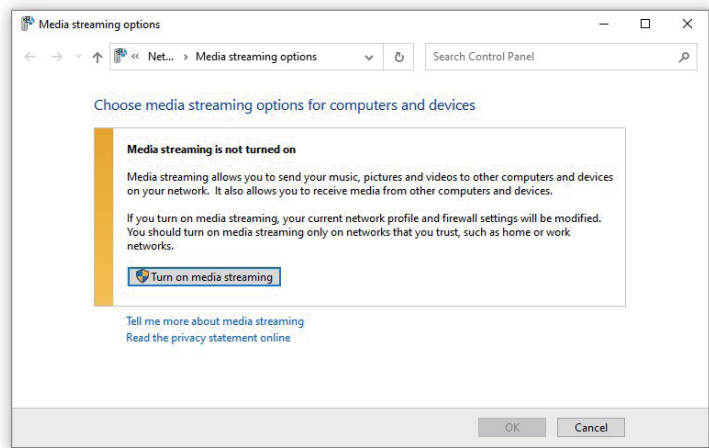 Media streaming options
« Net... › Media streaming options
Search Control Panel
Choose media streaming options for computers and devices
Media streaming is not turned on
Media streaming allows you to send your music, pictures and videos to other computers and devices
on your network.  It also allows you to receive media from other computers and devices.
If you turn on media streaming, your current network profile and firewall settings will be modified.
You should turn on media streaming only on networks that you trust, such as home or work
networks.
Turn on media streaming
Tell me more about media streaming
Read the privacy statement online
OK
Cancel